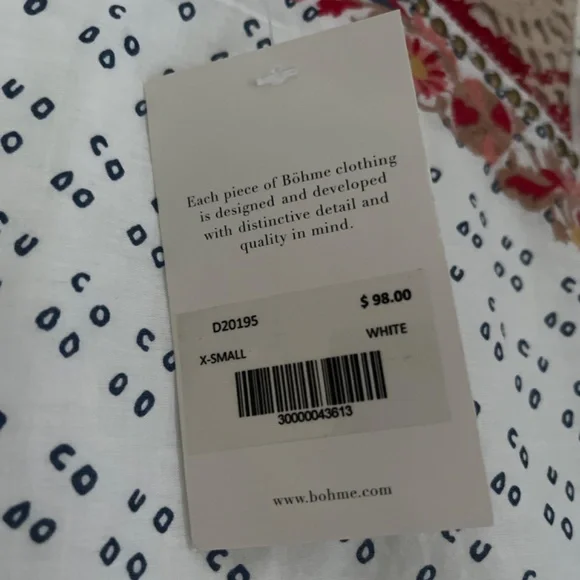 Each piece of Böhme clothing
is designed and developed
with distinctive detail and
quality in mind.
D20195 $ 98.00
X-SMALL WHITE
30000043613
www.bohme.com